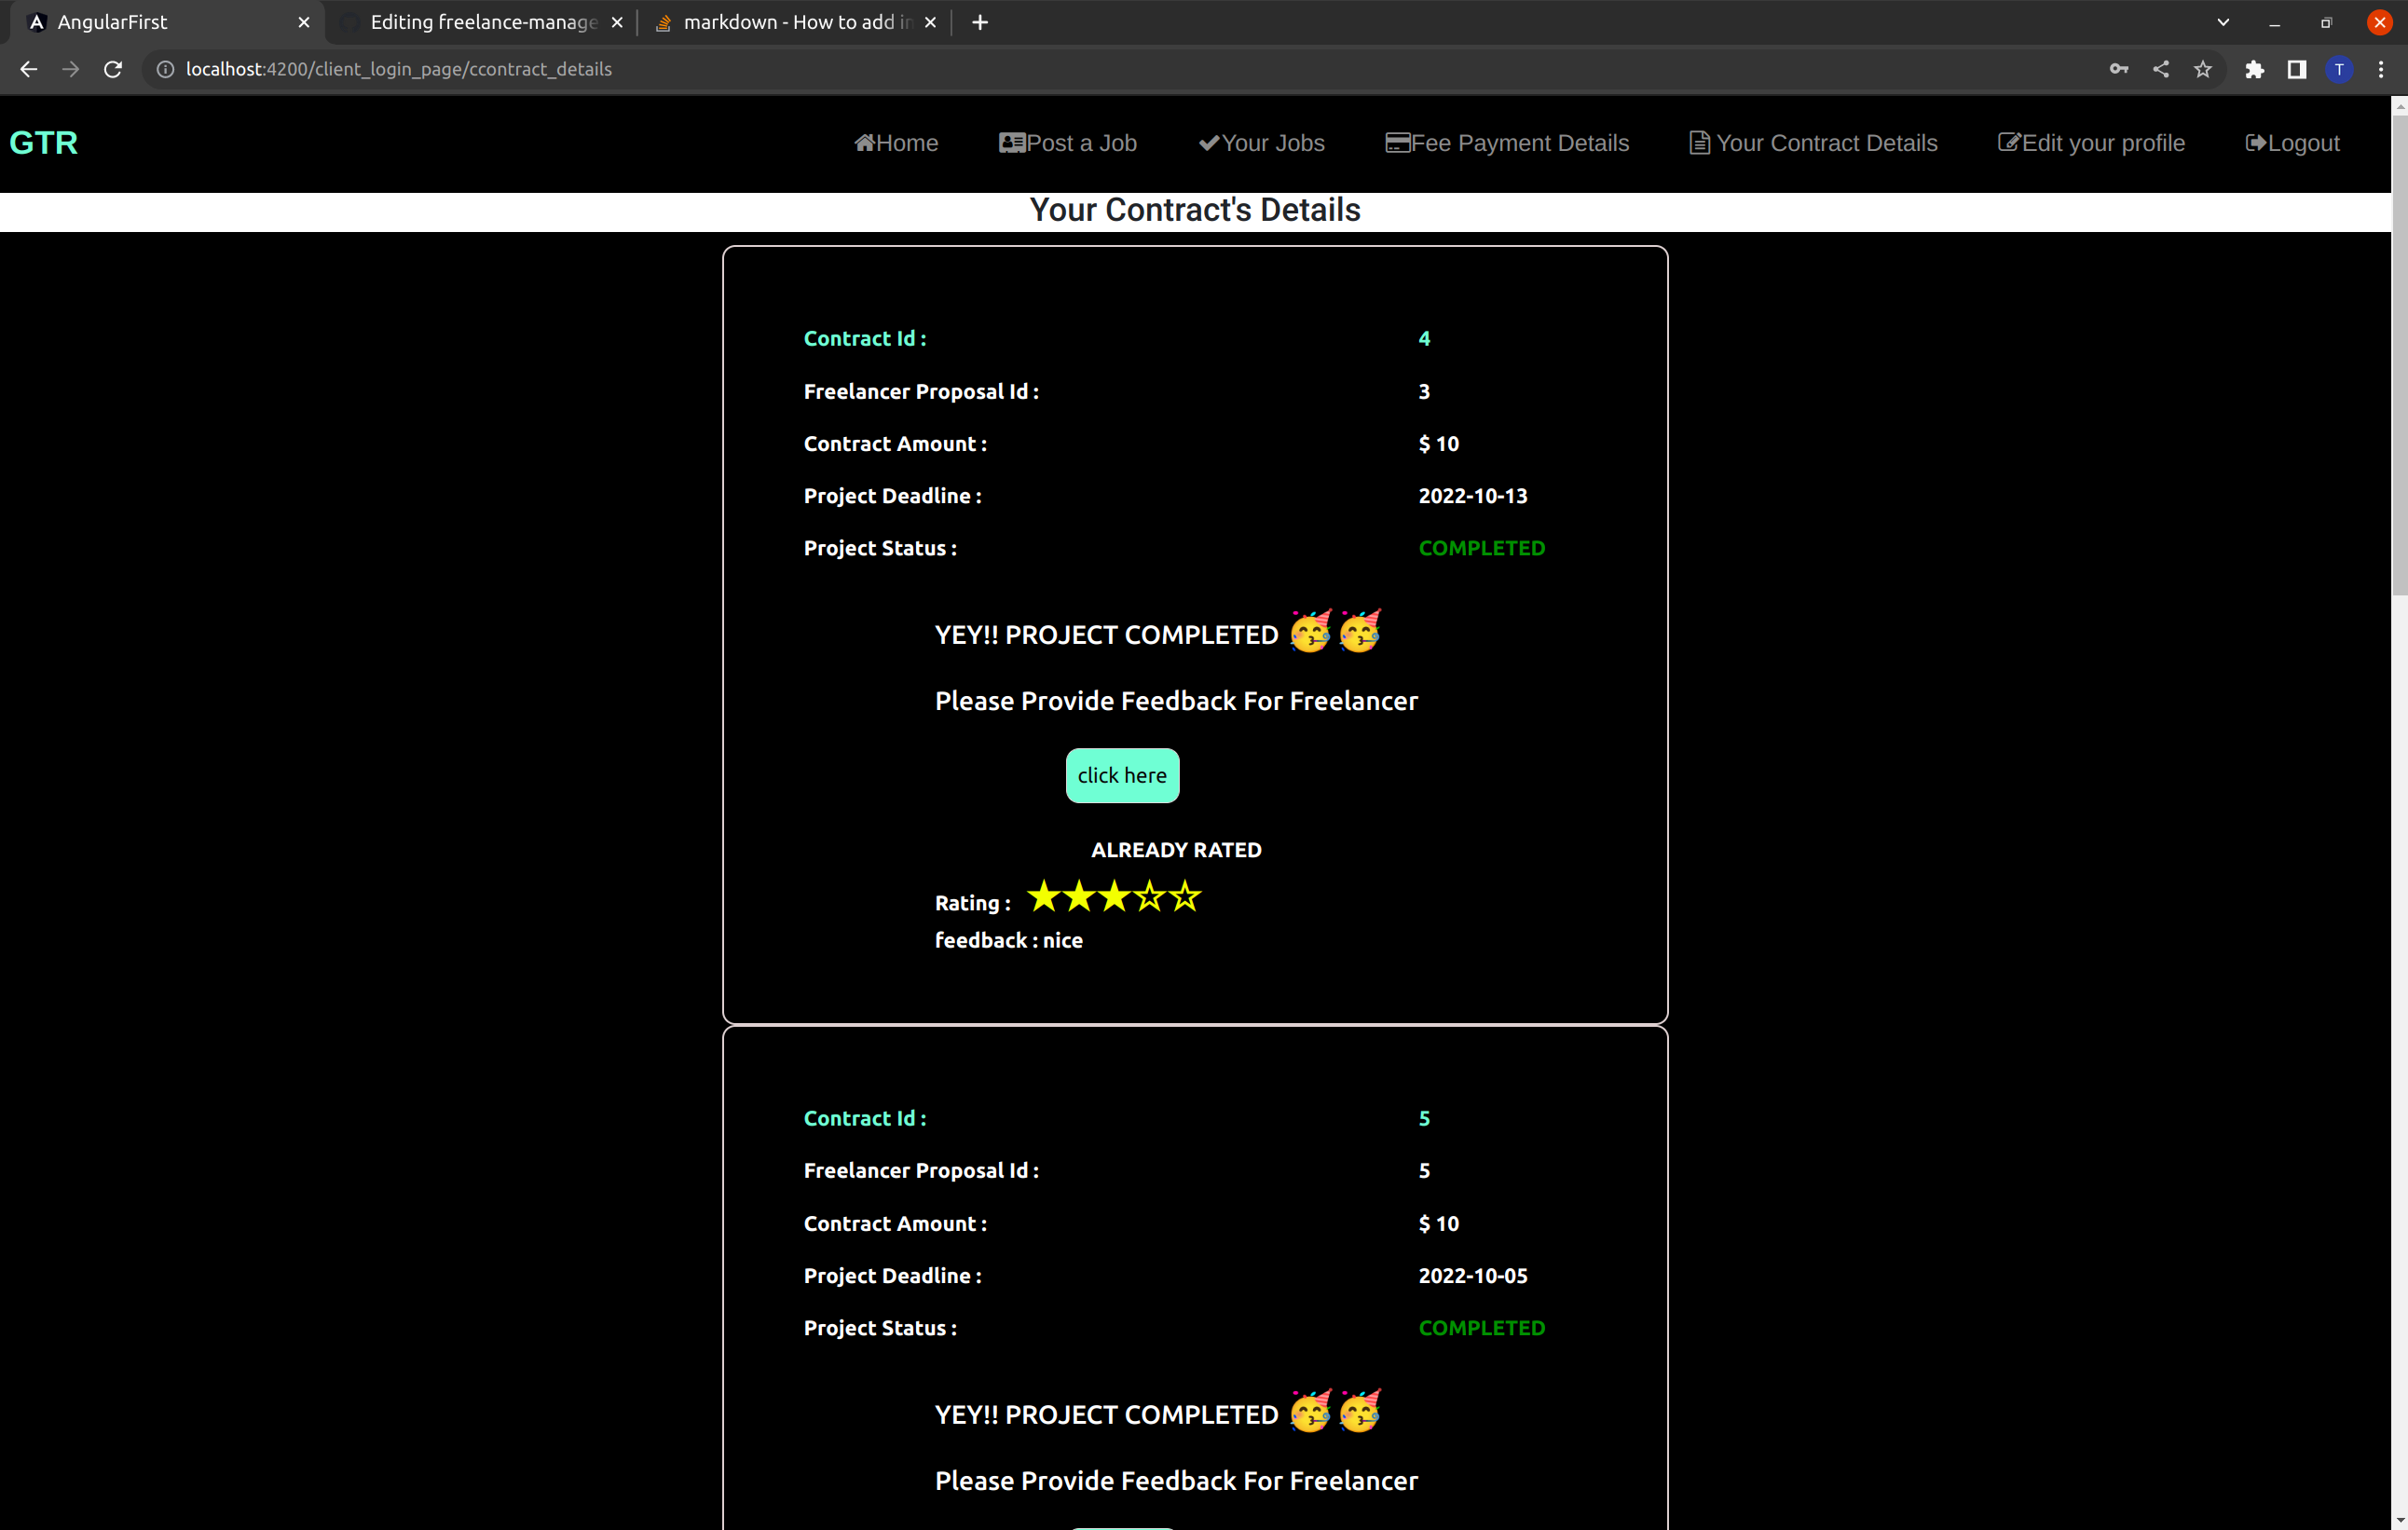 AngularFirst
Editing freelance-manage
markdown - How to add in
localhost:4200/client_login_page/ccontract_details
T
GTR
Home
Post a Job
Your Jobs
Fee Payment Details
Your Contract Details
Edit your profile
Logout
Your Contract's Details
Contract Id : 4
Freelancer Proposal Id : 3
Contract Amount : $ 10
Project Deadline : 2022-10-13
Project Status : COMPLETED
YEY!! PROJECT COMPLETED 🥳🥳
Please Provide Feedback For Freelancer
click here
ALREADY RATED
Rating : ★★★☆☆
feedback : nice
Contract Id : 5
Freelancer Proposal Id : 5
Contract Amount : $ 10
Project Deadline : 2022-10-05
Project Status : COMPLETED
YEY!! PROJECT COMPLETED 🥳🥳
Please Provide Feedback For Freelancer